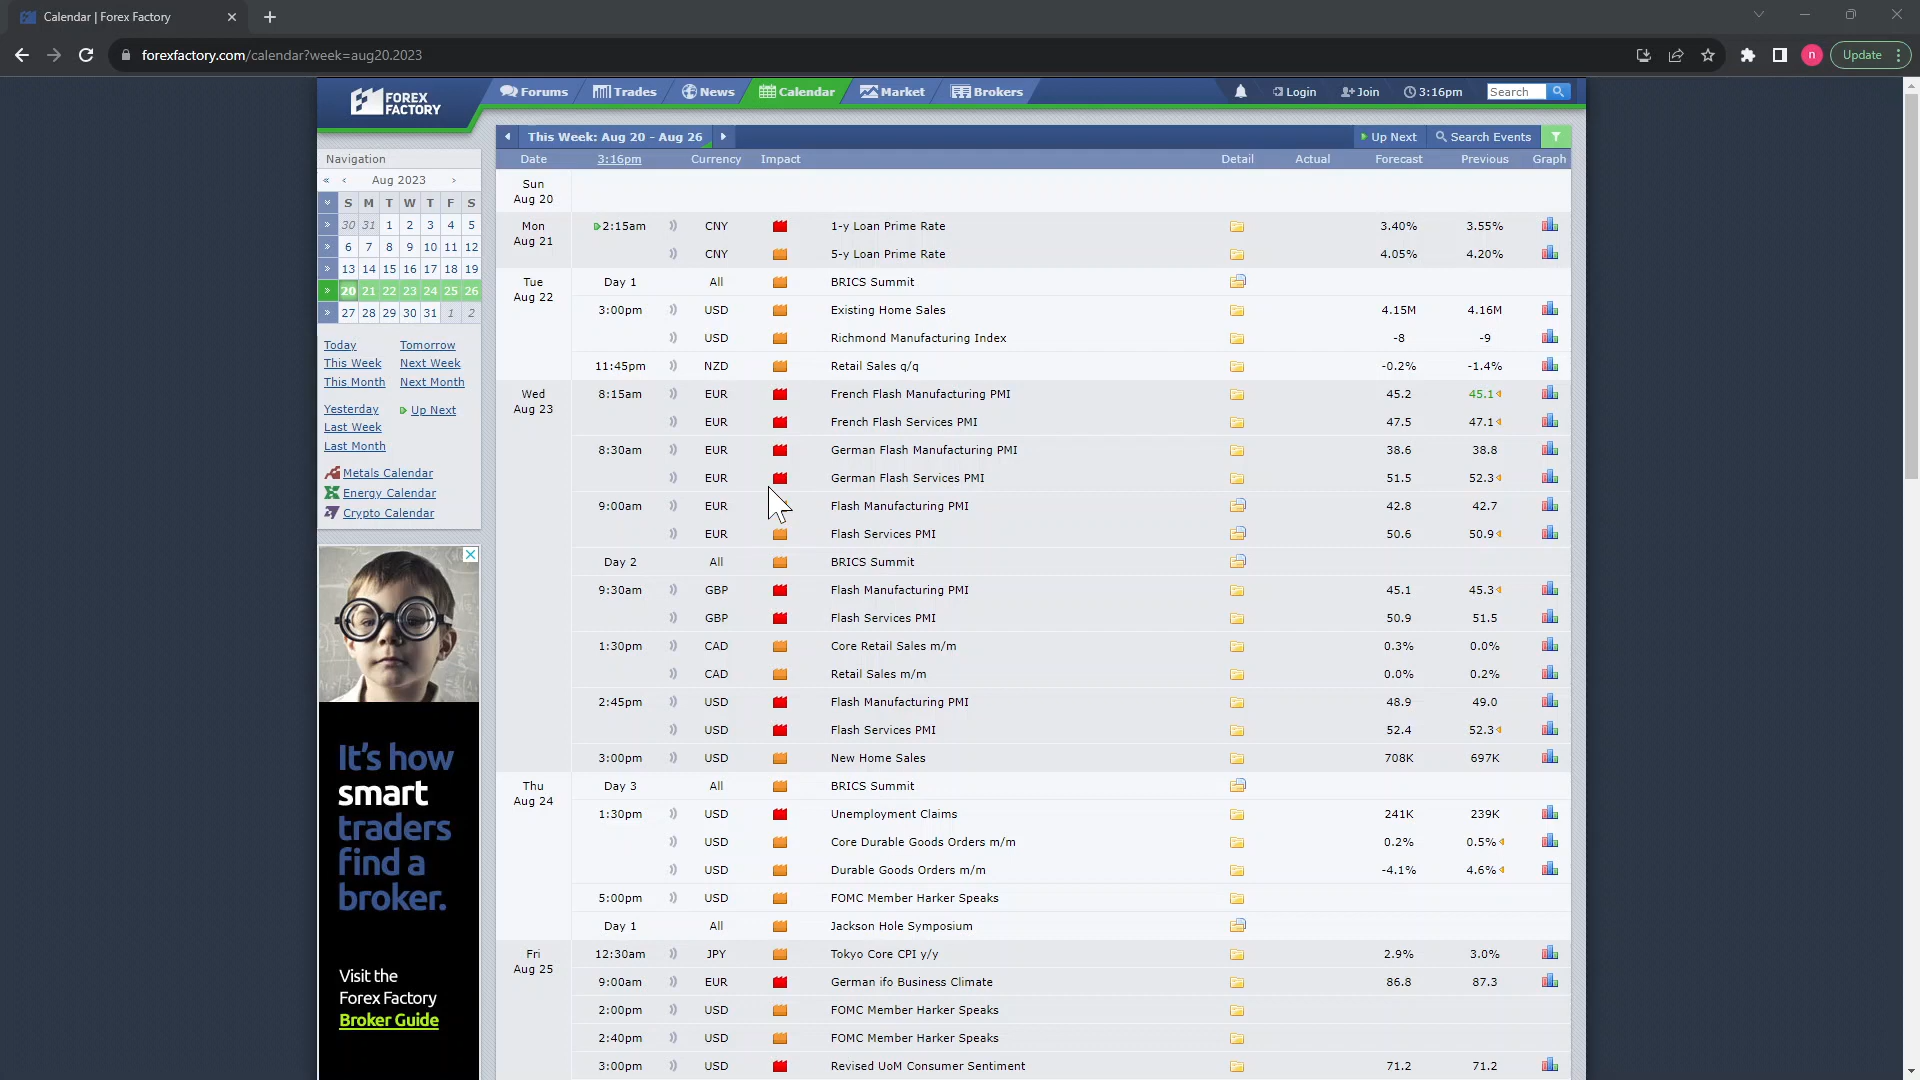 Calendar | Forex Factory
forexfactory.com/calendar?week=aug20.2023
n Update
FOREX FACTORY
Forums Trades News Calendar Market Brokers Login Join 3:16pm Search
Navigation
« ‹ Aug 2023 ›
S M T W T F S
30 31 1 2 3 4 5
6 7 8 9 10 11 12
13 14 15 16 17 18 19
20 21 22 23 24 25 26
27 28 29 30 31 1 2
Today Tomorrow
This Week Next Week
This Month Next Month
Yesterday Up Next
Last Week
Last Month
Metals Calendar
Energy Calendar
Crypto Calendar
It's how
smart
traders
find a
broker.
Visit the
Forex Factory
Broker Guide
This Week: Aug 20 - Aug 26 Up Next Search Events
Date 3:16pm Currency Impact Detail Actual Forecast Previous Graph
Sun
Aug 20
Mon
Aug 21
2:15am CNY 1-y Loan Prime Rate 3.40% 3.55%
CNY 5-y Loan Prime Rate 4.05% 4.20%
Tue
Aug 22
Day 1 All BRICS Summit
3:00pm USD Existing Home Sales 4.15M 4.16M
USD Richmond Manufacturing Index -8 -9
11:45pm NZD Retail Sales q/q -0.2% -1.4%
Wed
Aug 23
8:15am EUR French Flash Manufacturing PMI 45.2 45.1
EUR French Flash Services PMI 47.5 47.1
8:30am EUR German Flash Manufacturing PMI 38.6 38.8
EUR German Flash Services PMI 51.5 52.3
9:00am EUR Flash Manufacturing PMI 42.8 42.7
EUR Flash Services PMI 50.6 50.9
Day 2 All BRICS Summit
9:30am GBP Flash Manufacturing PMI 45.1 45.3
GBP Flash Services PMI 50.9 51.5
1:30pm CAD Core Retail Sales m/m 0.3% 0.0%
CAD Retail Sales m/m 0.0% 0.2%
2:45pm USD Flash Manufacturing PMI 48.9 49.0
USD Flash Services PMI 52.4 52.3
3:00pm USD New Home Sales 708K 697K
Thu
Aug 24
Day 3 All BRICS Summit
1:30pm USD Unemployment Claims 241K 239K
USD Core Durable Goods Orders m/m 0.2% 0.5%
USD Durable Goods Orders m/m -4.1% 4.6%
5:00pm USD FOMC Member Harker Speaks
Day 1 All Jackson Hole Symposium
Fri
Aug 25
12:30am JPY Tokyo Core CPI y/y 2.9% 3.0%
9:00am EUR German ifo Business Climate 86.8 87.3
2:00pm USD FOMC Member Harker Speaks
2:40pm USD FOMC Member Harker Speaks
3:00pm USD Revised UoM Consumer Sentiment 71.2 71.2